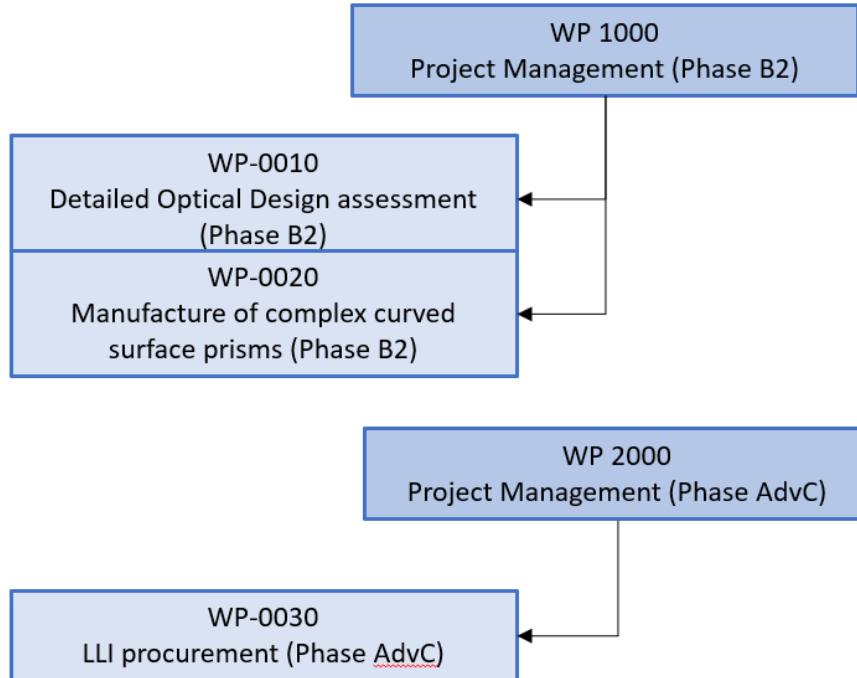 WP 1000
Project Management (Phase B2)
WP-0010
Detailed Optical Design assessment
(Phase B2)
WP-0020
Manufacture of complex curved
surface prisms (Phase B2)
WP 2000
Project Management (Phase AdvC)
WP-0030
LLI procurement (Phase AdvC)